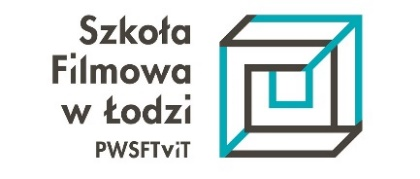 Szkoła
Filmowa
w Łodzi
PWSFTviT